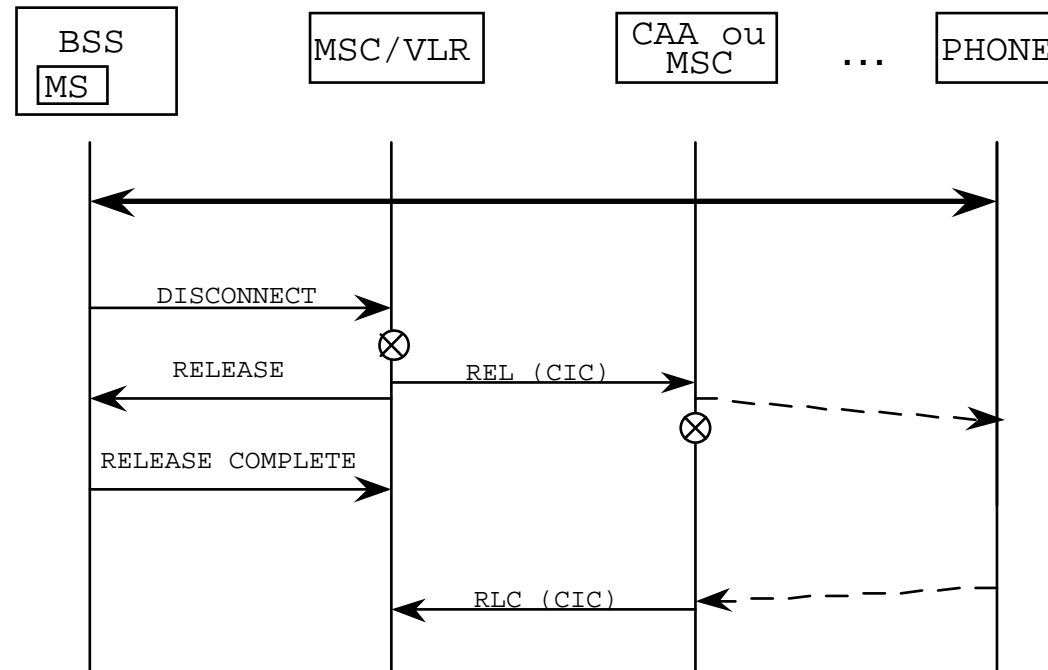 BSS
MS
MSC/VLR
CAA ou
MSC
...
PHONE
DISCONNECT
RELEASE
REL (CIC)
RELEASE COMPLETE
RLC (CIC)